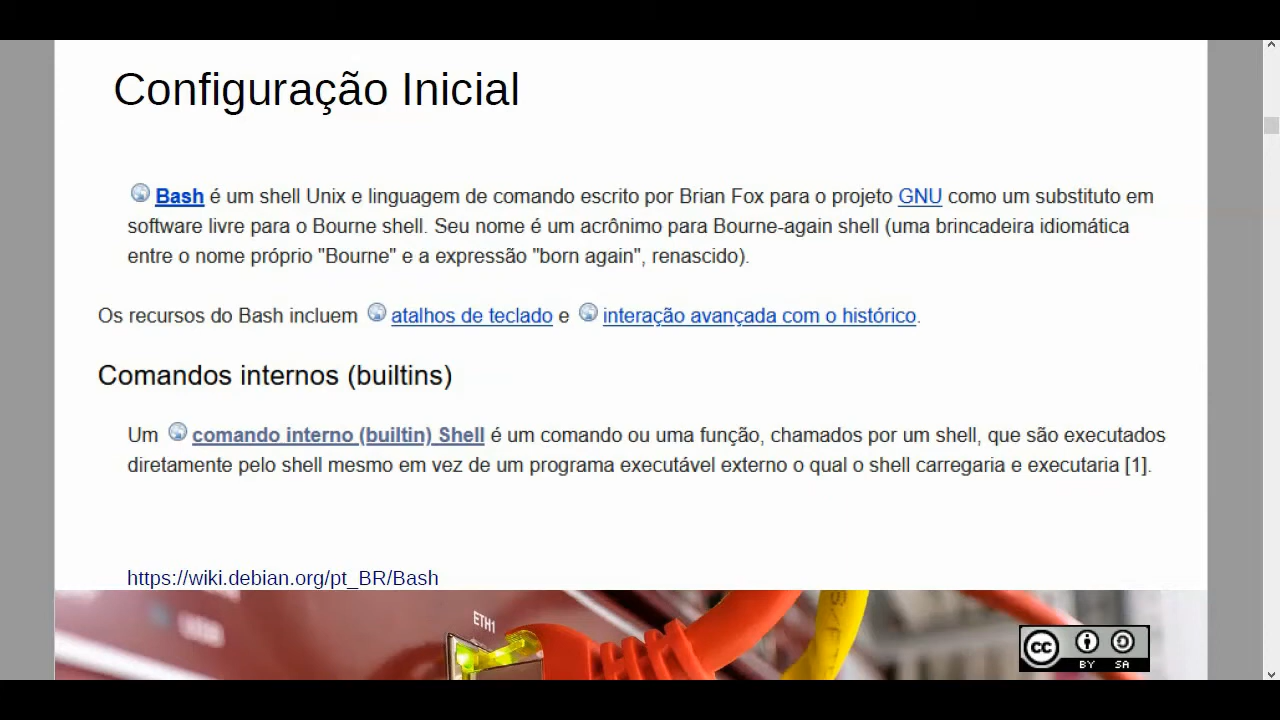 Configuração Inicial
Bash é um shell Unix e linguagem de comando escrito por Brian Fox para o projeto GNU como um substituto em
software livre para o Bourne shell. Seu nome é um acrônimo para Bourne-again shell (uma brincadeira idiomática
entre o nome próprio "Bourne" e a expressão "born again", renascido).
Os recursos do Bash incluem atalhos de teclado e interação avançada com o histórico.
Comandos internos (builtins)
Um comando interno (builtin) Shell é um comando ou uma função, chamados por um shell, que são executados
diretamente pelo shell mesmo em vez de um programa executável externo o qual o shell carregaria e executaria [1].
https://wiki.debian.org/pt_BR/Bash
ETH1
cc BY SA